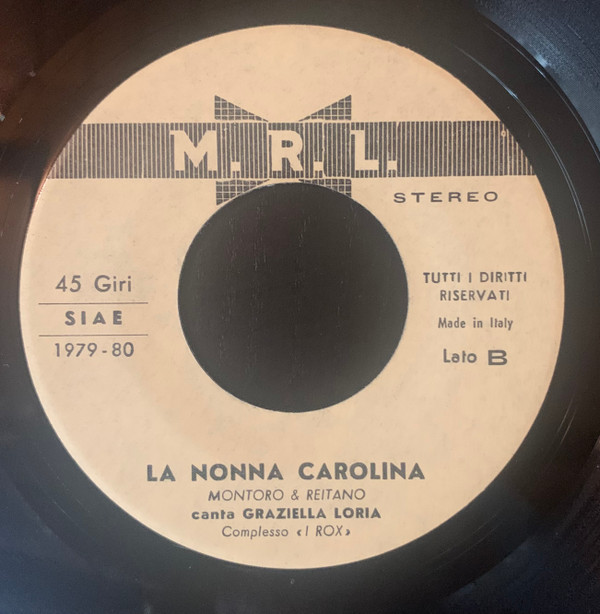 M. R. L.
STEREO
45 Giri
SIAE
1979-80
TUTTI I DIRITTI
RISERVATI
Made in Italy
Lato B
LA NONNA CAROLINA
MONTORO & REITANO
canta GRAZIELLA LORIA
Complesso «I ROX»